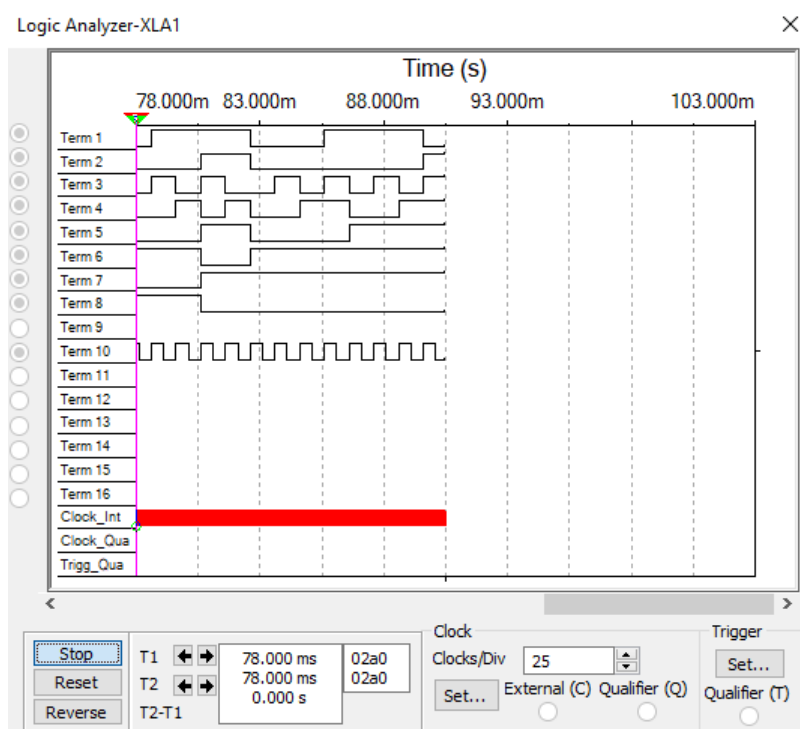 Logic Analyzer-XLA1
Time (s)
78.000m 83.000m 88.000m 93.000m 103.000m
Term 1
Term 2
Term 3
Term 4
Term 5
Term 6
Term 7
Term 8
Term 9
Term 10
Term 11
Term 12
Term 13
Term 14
Term 15
Term 16
Clock_Int
Clock_Qua
Trigg_Qua
Stop
Reset
Reverse
T1 78.000 ms 02a0
T2 78.000 ms 02a0
T2-T1 0.000 s
Clock
Clocks/Div 25
Set... External (C) Qualifier (Q)
Trigger
Set...
Qualifier (T)